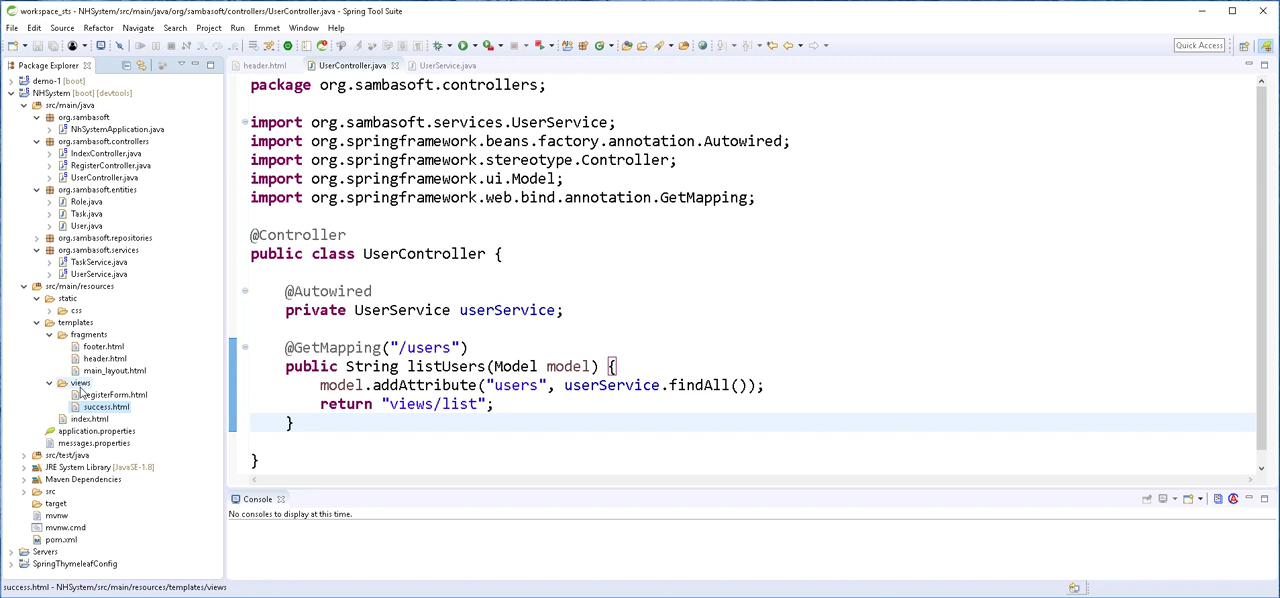 workspace_sts - NHSystem/src/main/java/org/sambasoft/controllers/UserController.java - Spring Tool Suite
File Edit Source Refactor Navigate Search Project Run Emmet Window Help
Quick Access
Package Explorer
header.html UserController.java UserService.java
demo-1 [boot]
NHSystem [boot] [devtools]
src/main/java
org.sambasoft
NhSystemApplication.java
org.sambasoft.controllers
IndexController.java
RegisterController.java
UserController.java
org.sambasoft.entities
Role.java
Task.java
User.java
org.sambasoft.repositories
org.sambasoft.services
TaskService.java
UserService.java
src/main/resources
static
css
templates
fragments
footer.html
header.html
main_layout.html
views
registerForm.html
success.html
index.html
application.properties
messages.properties
src/test/java
JRE System Library [JavaSE-1.8]
Maven Dependencies
src
target
mvnw
mvnw.cmd
pom.xml
Servers
SpringThymeleafConfig
package org.sambasoft.controllers;
import org.sambasoft.services.UserService;
import org.springframework.beans.factory.annotation.Autowired;
import org.springframework.stereotype.Controller;
import org.springframework.ui.Model;
import org.springframework.web.bind.annotation.GetMapping;
@Controller
public class UserController {
@Autowired
private UserService userService;
@GetMapping("/users")
public String listUsers(Model model) {
model.addAttribute("users", userService.findAll());
return "views/list";
}
}
Console
No consoles to display at this time.
success.html - NHSystem/src/main/resources/templates/views